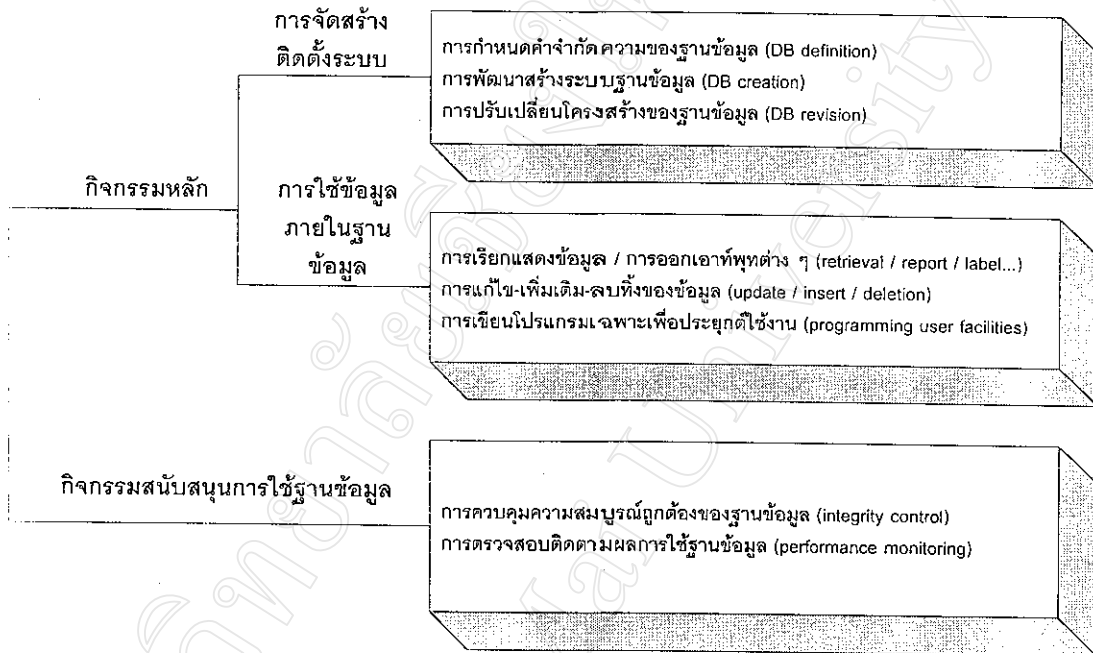 การจัดสร้าง
ติดตั้งระบบ
การกำหนดคำจำกัดความของฐานข้อมูล (DB definition)
การพัฒนาสร้างระบบฐานข้อมูล (DB creation)
การปรับเปลี่ยนโครงสร้างของฐานข้อมูล (DB revision)
กิจกรรมหลัก
การใช้ข้อมูล
ภายในฐาน
ข้อมูล
การเรียกแสดงข้อมูล / การออกเอาท์พุทต่าง ๆ (retrieval / report / label...)
การแก้ไข-เพิ่มเติม-ลบทิ้งของข้อมูล (update / insert / deletion)
การเขียนโปรแกรมเฉพาะเพื่อประยุกต์ใช้งาน (programming user facilities)
กิจกรรมสนับสนุนการใช้ฐานข้อมูล
การควบคุมความสมบูรณ์ถูกต้องของฐานข้อมูล (integrity control)
การตรวจสอบติดตามผลการใช้ฐานข้อมูล (performance monitoring)